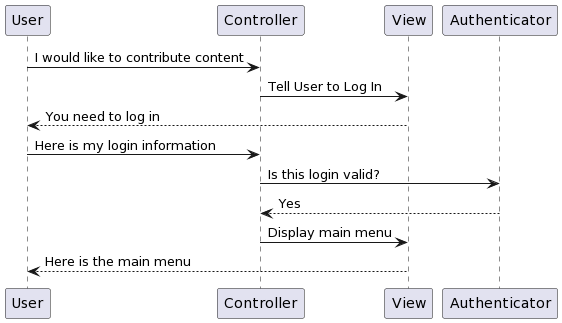 User Controller View Authenticator
I would like to contribute content
Tell User to Log In
You need to log in
Here is my login information
Is this login valid?
Yes
Display main menu
Here is the main menu
User Controller View Authenticator